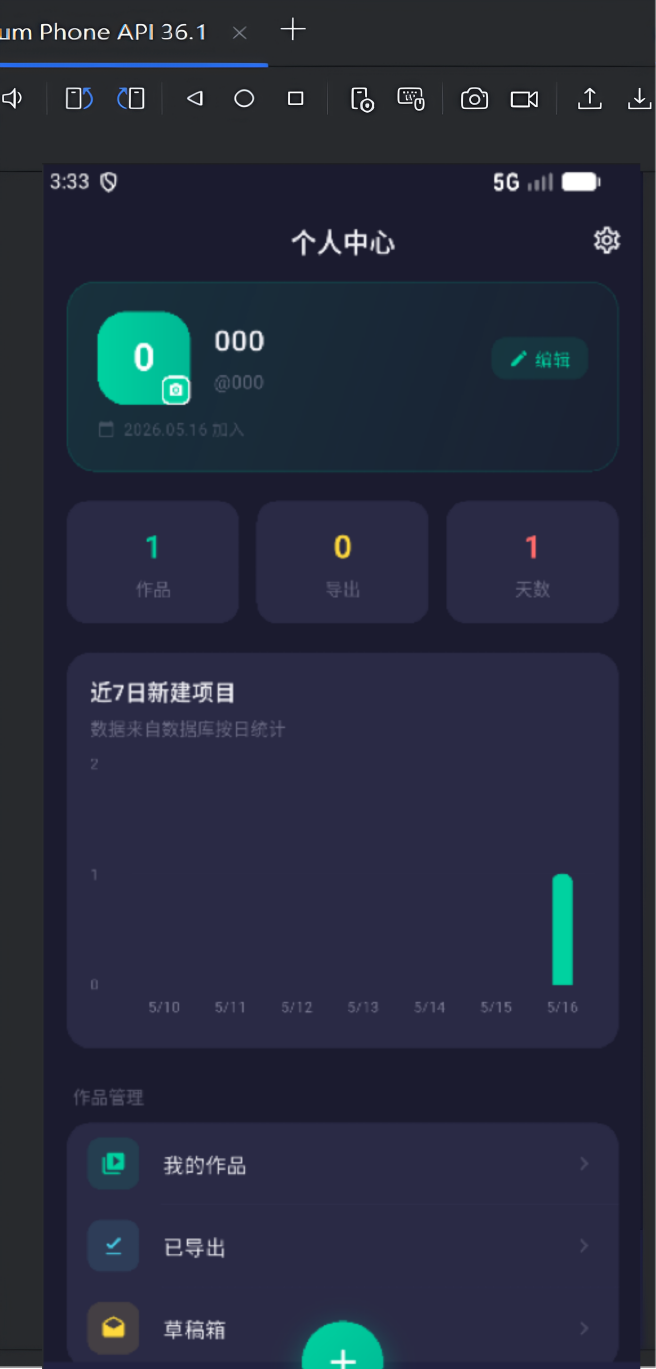 um Phone API 36.1
3:33
5G
个人中心
0
000
@000
编辑
2026.05.16 加入
1
0
1
作品
导出
天数
近7日新建项目
数据来自数据库按日统计
2
1
0
5/10
5/11
5/12
5/13
5/14
5/15
5/16
作品管理
我的作品
已导出
草稿箱